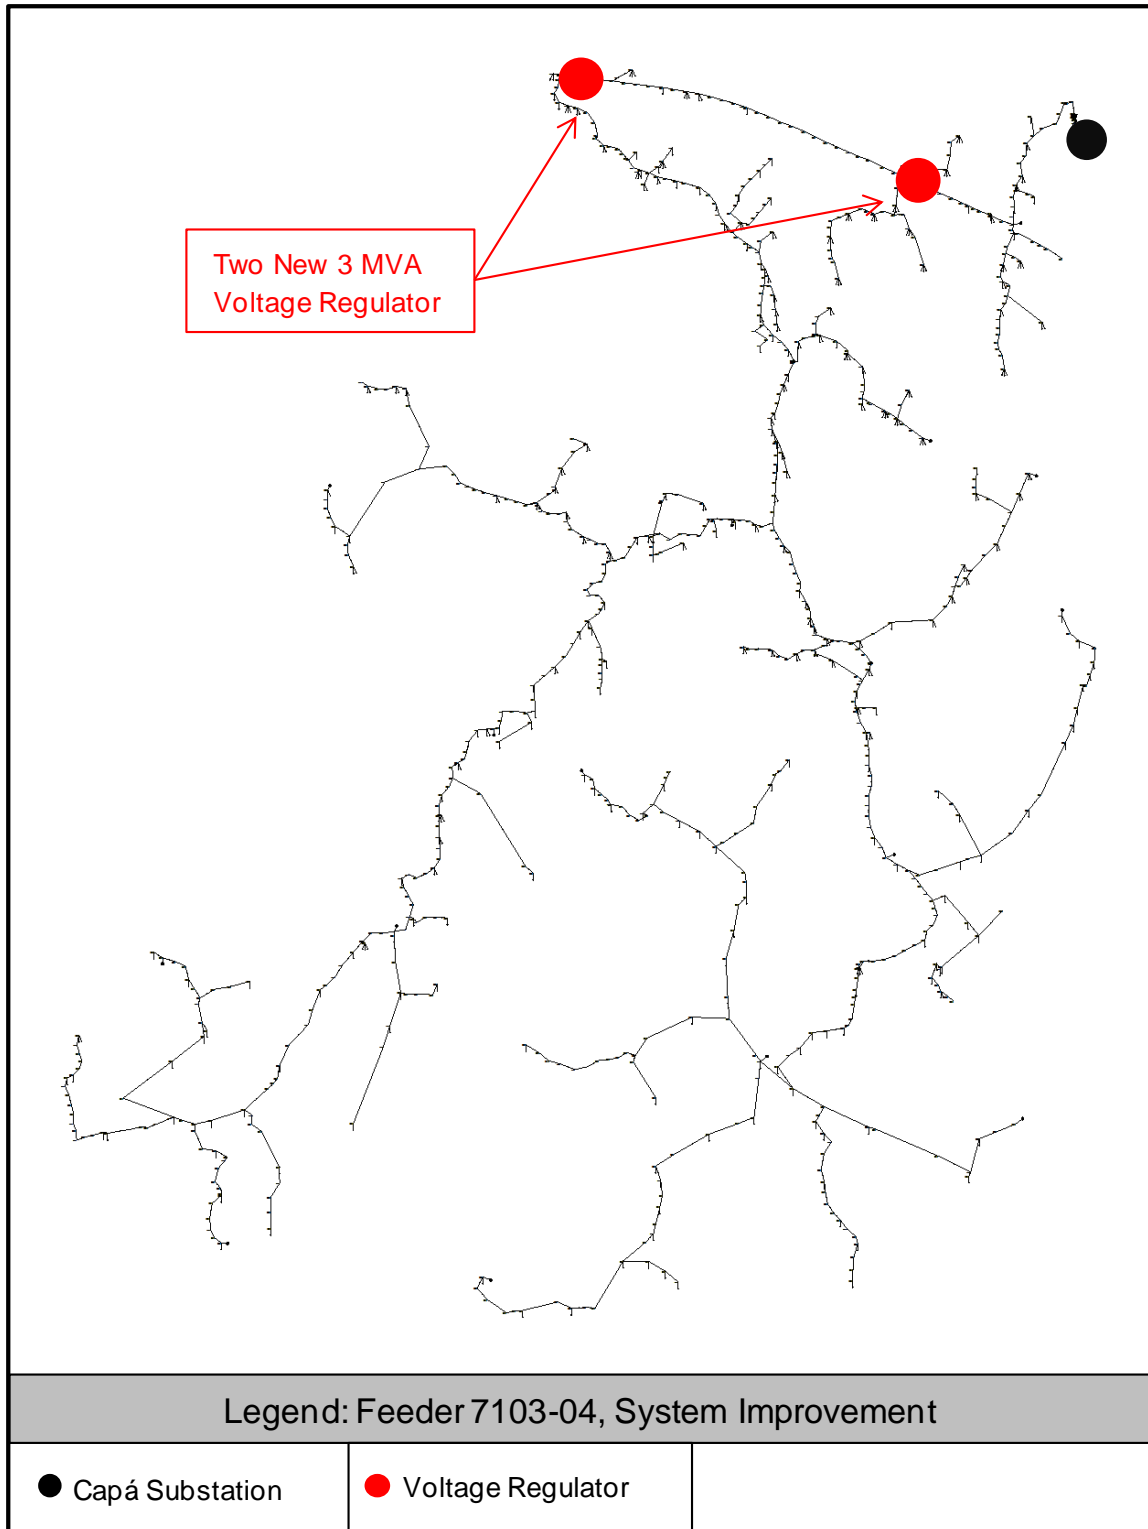 Two New 3 MVA
Voltage Regulator
Legend: Feeder 7103-04, System Improvement
Capá Substation
Voltage Regulator